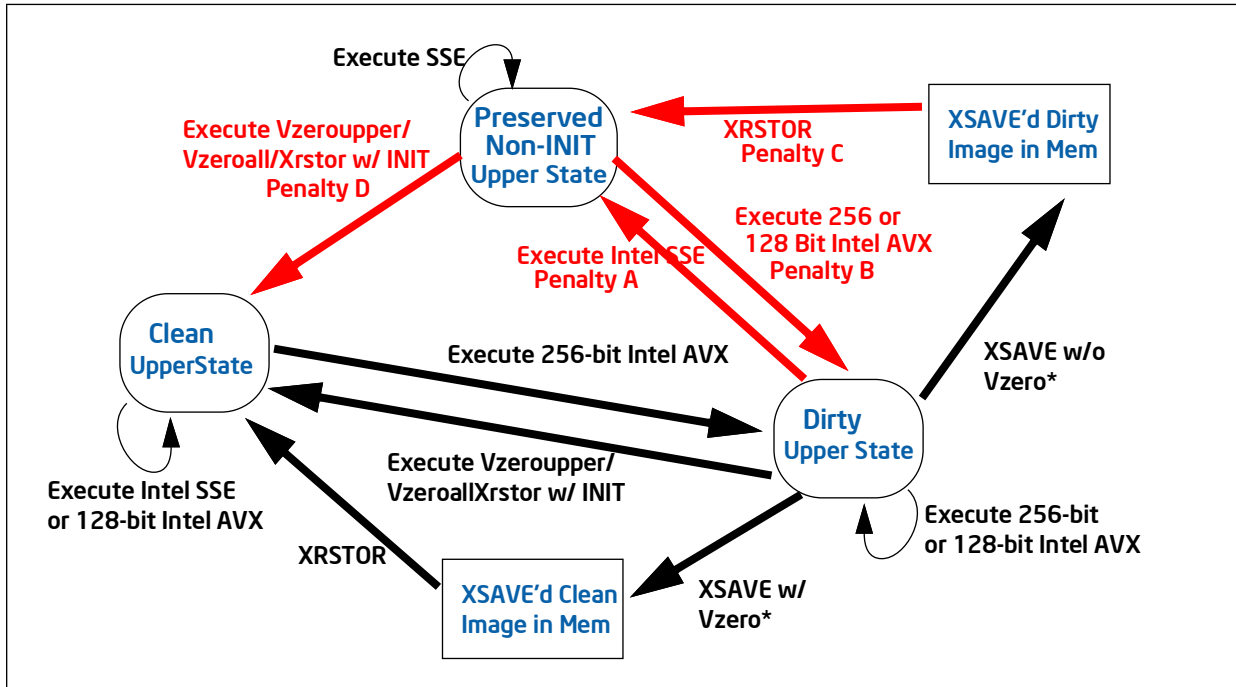 Execute SSE
Preserved
Non-INIT
Upper State
Execute Vzeroupper/
Vzeroall/Xrstor w/ INIT
Penalty D
XRSTOR
Penalty C
XSAVE'd Dirty
Image in Mem
Execute 256 or
128 Bit Intel AVX
Penalty B
Execute Intel SSE
Penalty A
Clean
UpperState
Execute 256-bit Intel AVX
XSAVE w/o
Vzero*
Dirty
Upper State
Execute Vzeroupper/
VzeroallXrstor w/ INIT
Execute Intel SSE
or 128-bit Intel AVX
Execute 256-bit
or 128-bit Intel AVX
XRSTOR
XSAVE'd Clean
Image in Mem
XSAVE w/
Vzero*